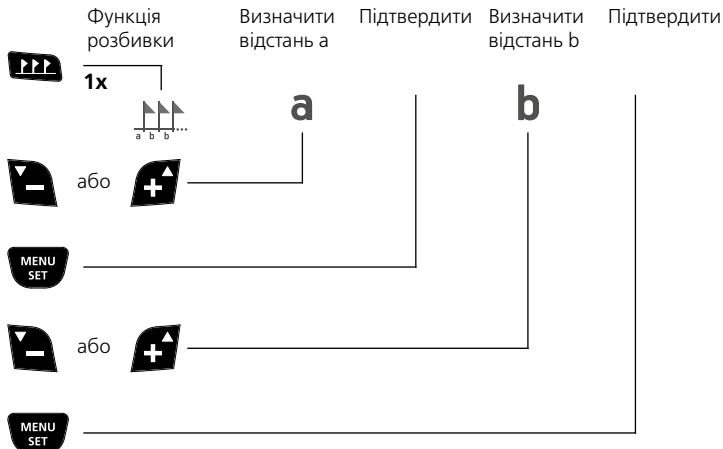 Функція
розбивки
Визначити
відстань a
Підтвердити
Визначити
відстань b
Підтвердити
1x
a b b
a
b
або
MENU
SET
або
MENU
SET